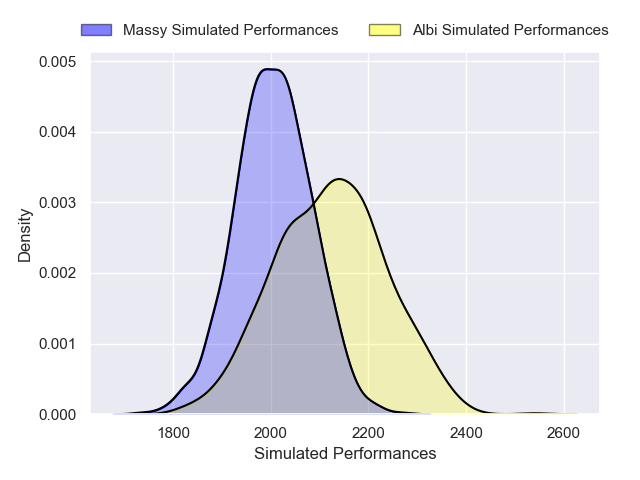 Massy Simulated Performances Albi Simulated Performances
0.005
0.004
0.003
0.002
0.001
0.000
Density
1800 2000 2200 2400 2600
Simulated Performances